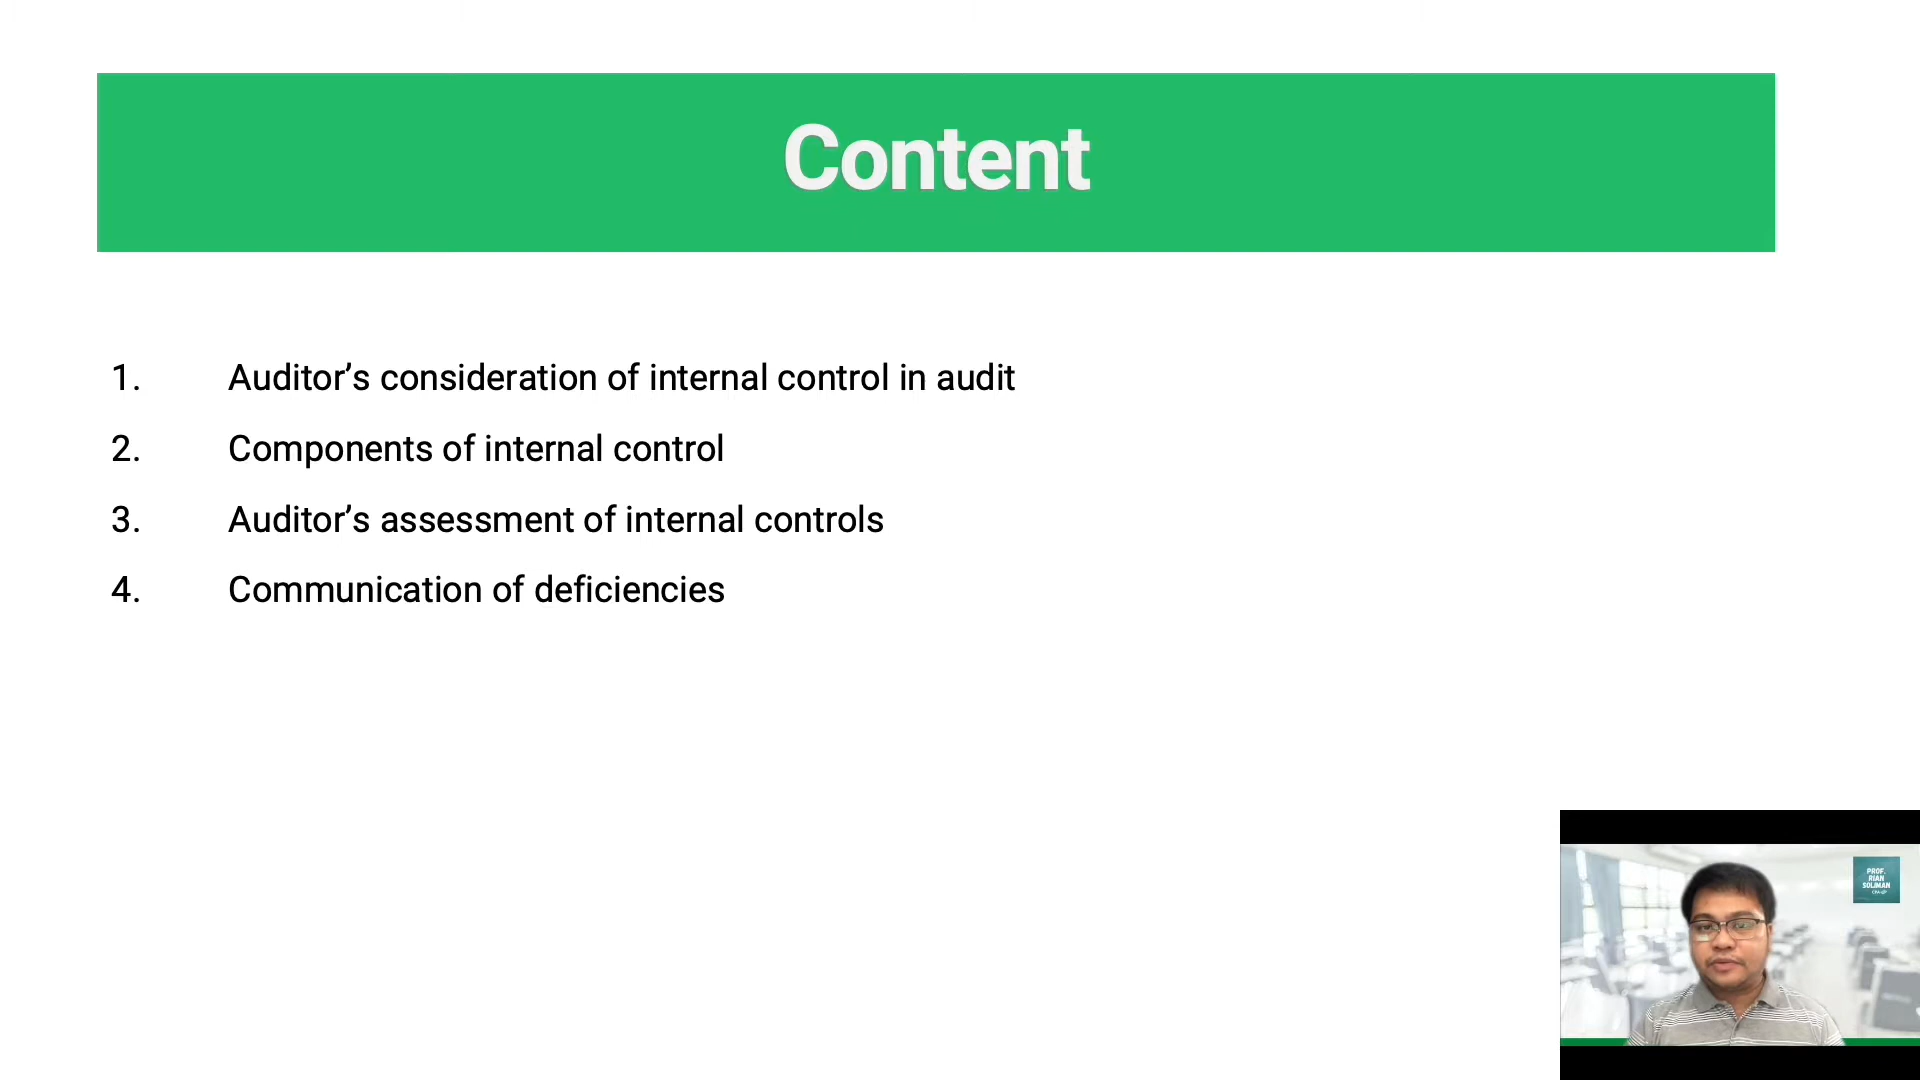 Content
1. Auditor’s consideration of internal control in audit
2. Components of internal control
3. Auditor’s assessment of internal controls
4. Communication of deficiencies
PROF.
RIAN
SOLIMAN